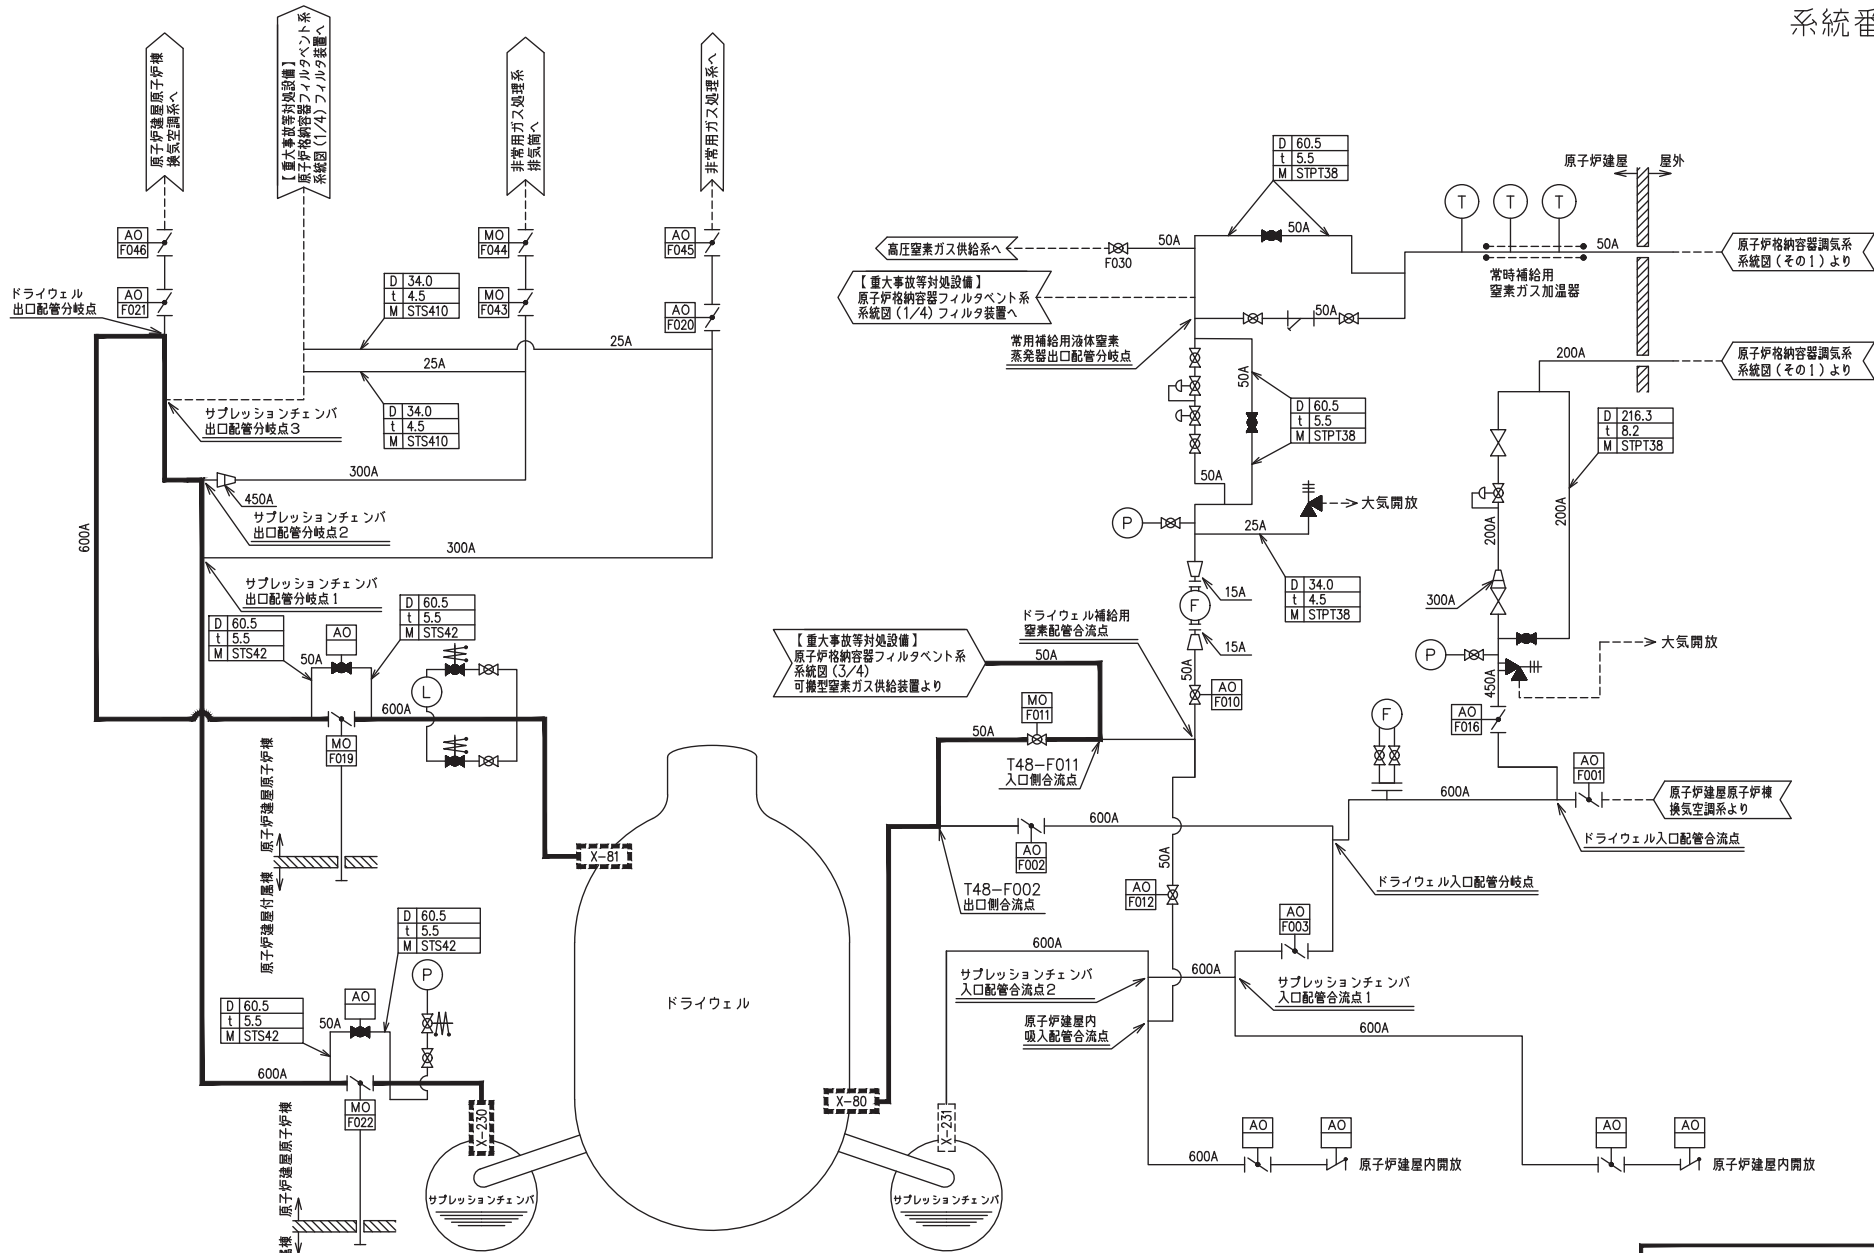 系統番
原子炉建屋原子炉棟
換気空調系へ
【重大事故等対処設備】
原子炉格納容器フィルタベント系
系統図(1/4)フィルタ装置へ
非常用ガス処理系
排気筒へ
非常用ガス処理系へ
AO
F046
MO
F044
AO
F045
AO
F021
MO
F043
AO
F020
ドライウェル
出口配管分岐点
D 34.0
t 4.5
M STS410
25A
25A
D 34.0
t 4.5
M STS410
サプレッションチェンバ
出口配管分岐点3
300A
450A
サプレッションチェンバ
出口配管分岐点2
600A
300A
サプレッションチェンバ
出口配管分岐点1
D 60.5
t 5.5
M STS42
AO
50A
D 60.5
t 5.5
M STS42
L
600A
MO
F019
原子炉建屋原子炉棟
原子炉建屋付属棟
X-81
D 60.5
t 5.5
M STS42
P
D 60.5
t 5.5
M STS42
AO
50A
600A
MO
F022
原子炉建屋原子炉棟
属棟
X-230
サプレッションチェンバ
ドライウェル
X-80
X-231
サプレッションチェンバ
D 60.5
t 5.5
M STPT38
50A
高圧窒素ガス供給系へ
F030
50A
【重大事故等対処設備】
原子炉格納容器フィルタベント系
系統図(1/4)フィルタ装置へ
常用補給用液体窒素
蒸発器出口配管分岐点
50A
T
T
T
50A
常時補給用
窒素ガス加温器
原子炉建屋
屋外
原子炉格納容器調気系
系統図(その1)より
原子炉格納容器調気系
系統図(その1)より
200A
50A
D 60.5
t 5.5
M STPT38
50A
D 216.3
t 8.2
M STPT38
200A
200A
P
大気開放
25A
D 34.0
t 4.5
M STPT38
15A
F
15A
50A
AO
F010
300A
P
大気開放
450A
AO
F016
ドライウェル補給用
窒素配管合流点
【重大事故等対処設備】
原子炉格納容器フィルタベント系
系統図(3/4)
可搬型窒素ガス供給装置より
50A
MO
F011
50A
T48-F011
入口側合流点
F
600A
AO
F001
原子炉建屋原子炉棟
換気空調系より
ドライウェル入口配管合流点
600A
AO
F002
T48-F002
出口側合流点
50A
AO
F012
ドライウェル入口配管分岐点
AO
F003
600A
サプレッションチェンバ
入口配管合流点2
600A
サプレッションチェンバ
入口配管合流点1
原子炉建屋内
吸入配管合流点
600A
600A
AO
AO
原子炉建屋内開放
AO
AO
原子炉建屋内開放